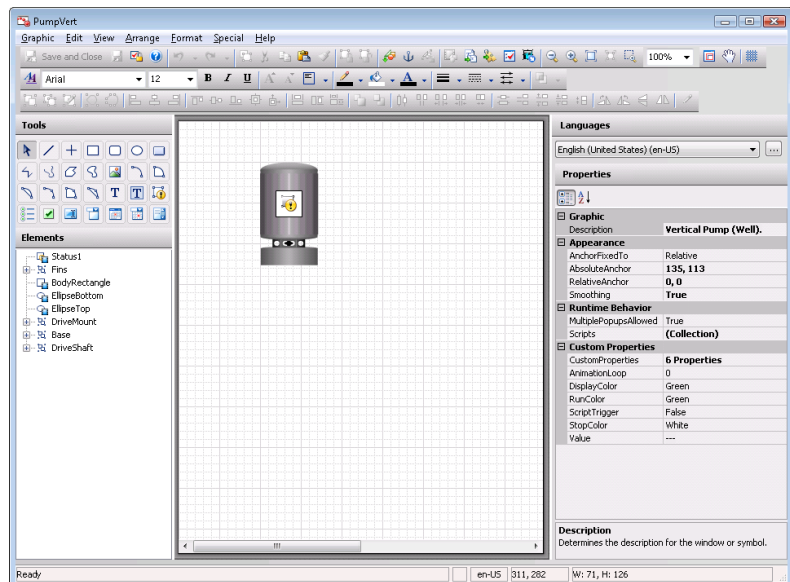 PumpVert
Graphic Edit View Arrange Format Special Help
Save and Close 100%
Arial 12 B I U A
Tools
T T
Elements
Status1
Fins
BodyRectangle
EllipseBottom
EllipseTop
DriveMount
Base
DriveShaft
Languages
English (United States) (en-US) ...
Properties
Graphic
Description Vertical Pump (Well).
Appearance
AnchorFixedTo Relative
AbsoluteAnchor 135, 113
RelativeAnchor 0, 0
Smoothing True
Runtime Behavior
MultiplePopupsAllowed True
Scripts (Collection)
Custom Properties
CustomProperties 6 Properties
AnimationLoop 0
DisplayColor Green
RunColor Green
ScriptTrigger False
StopColor White
Value ---
Description
Determines the description for the window or symbol.
Ready en-US 311, 282 W: 71, H: 126